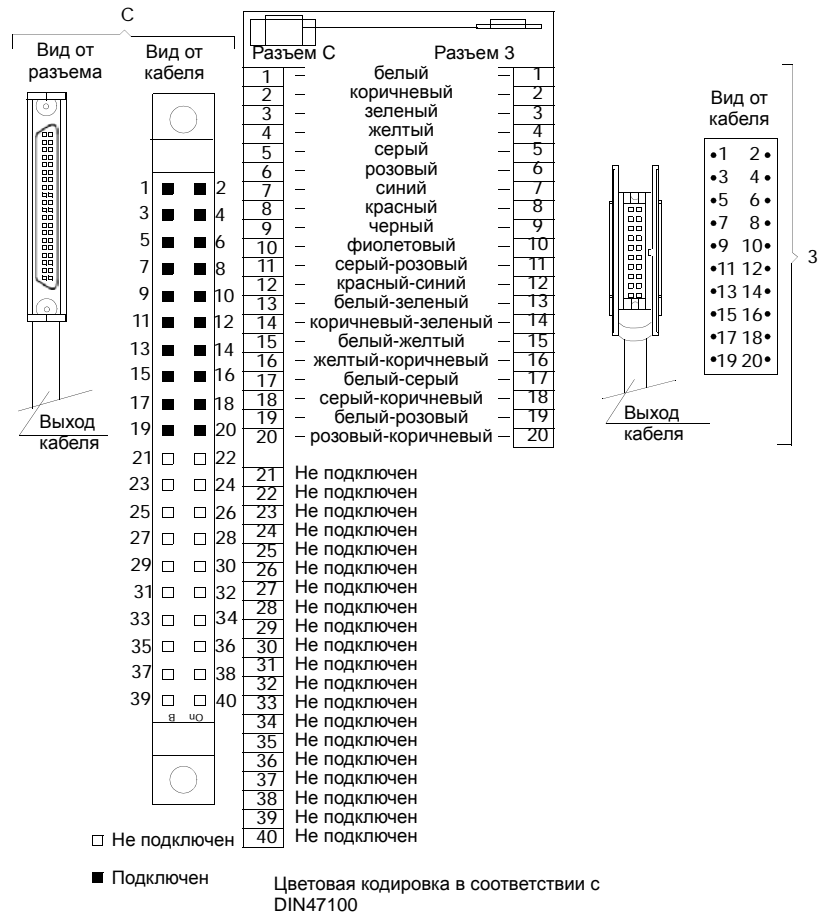 C
Вид от
разъема
Вид от
кабеля
1 2
3 4
5 6
7 8
9 10
11 12
13 14
15 16
17 18
19 20
21 22
23 24
25 26
27 28
29 30
31 32
33 34
35 36
37 38
39 40
B On
Выход
кабеля
□ Не подключен
■ Подключен
Разъем C Разъем 3
1 – белый – 1
2 – коричневый – 2
3 – зеленый – 3
4 – желтый – 4
5 – серый – 5
6 – розовый – 6
7 – синий – 7
8 – красный – 8
9 – черный – 9
10 – фиолетовый – 10
11 – серый-розовый – 11
12 – красный-синий – 12
13 – белый-зеленый – 13
14 – коричневый-зеленый – 14
15 – белый-желтый – 15
16 – желтый-коричневый – 16
17 – белый-серый – 17
18 – серый-коричневый – 18
19 – белый-розовый – 19
20 – розовый-коричневый – 20
21 Не подключен
22 Не подключен
23 Не подключен
24 Не подключен
25 Не подключен
26 Не подключен
27 Не подключен
28 Не подключен
29 Не подключен
30 Не подключен
31 Не подключен
32 Не подключен
33 Не подключен
34 Не подключен
35 Не подключен
36 Не подключен
37 Не подключен
38 Не подключен
39 Не подключен
40 Не подключен
Цветовая кодировка в соответствии с
DIN47100
Вид от
кабеля
•1 2•
•3 4•
•5 6•
•7 8•
•9 10•
•11 12•
•13 14•
•15 16•
•17 18•
•19 20•
3
Выход
кабеля